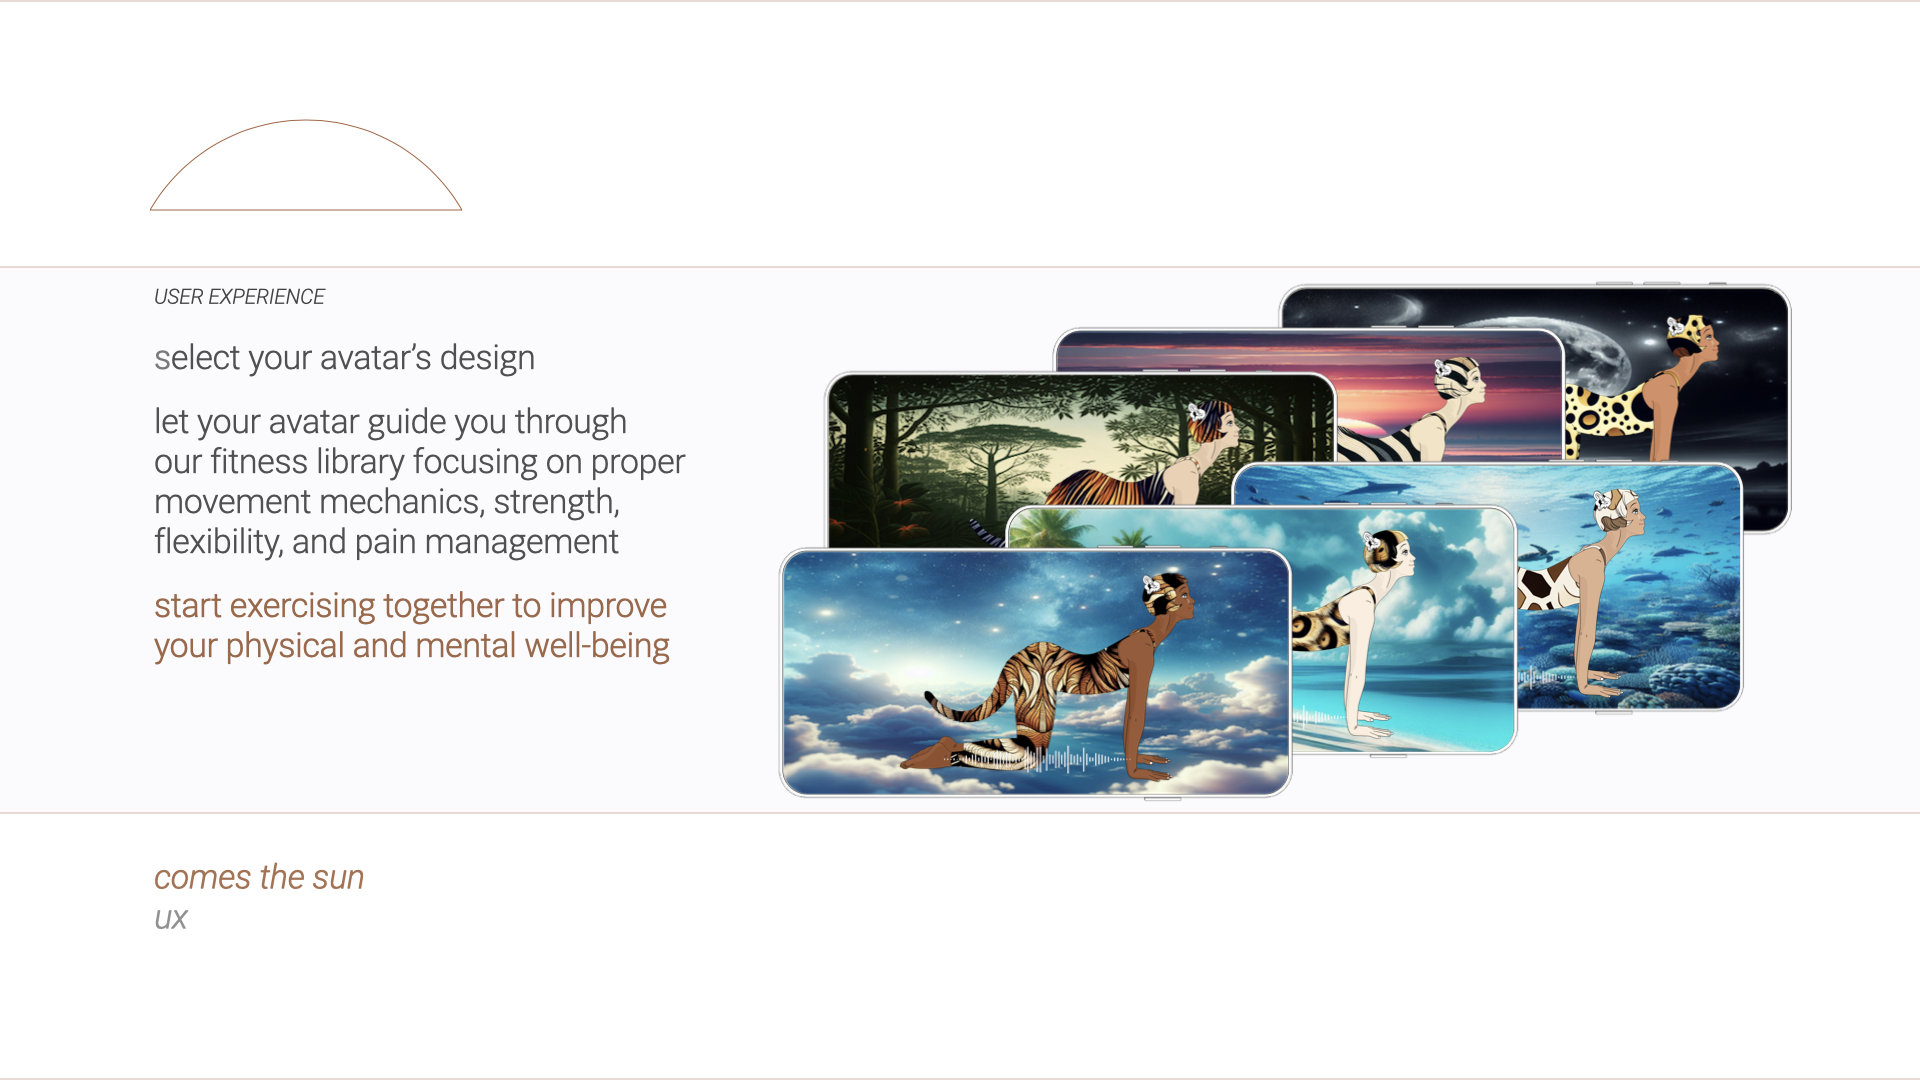 USER EXPERIENCE
select your avatar’s design
let your avatar guide you through
our fitness library focusing on proper
movement mechanics, strength,
flexibility, and pain management
start exercising together to improve
your physical and mental well-being
comes the sun
ux